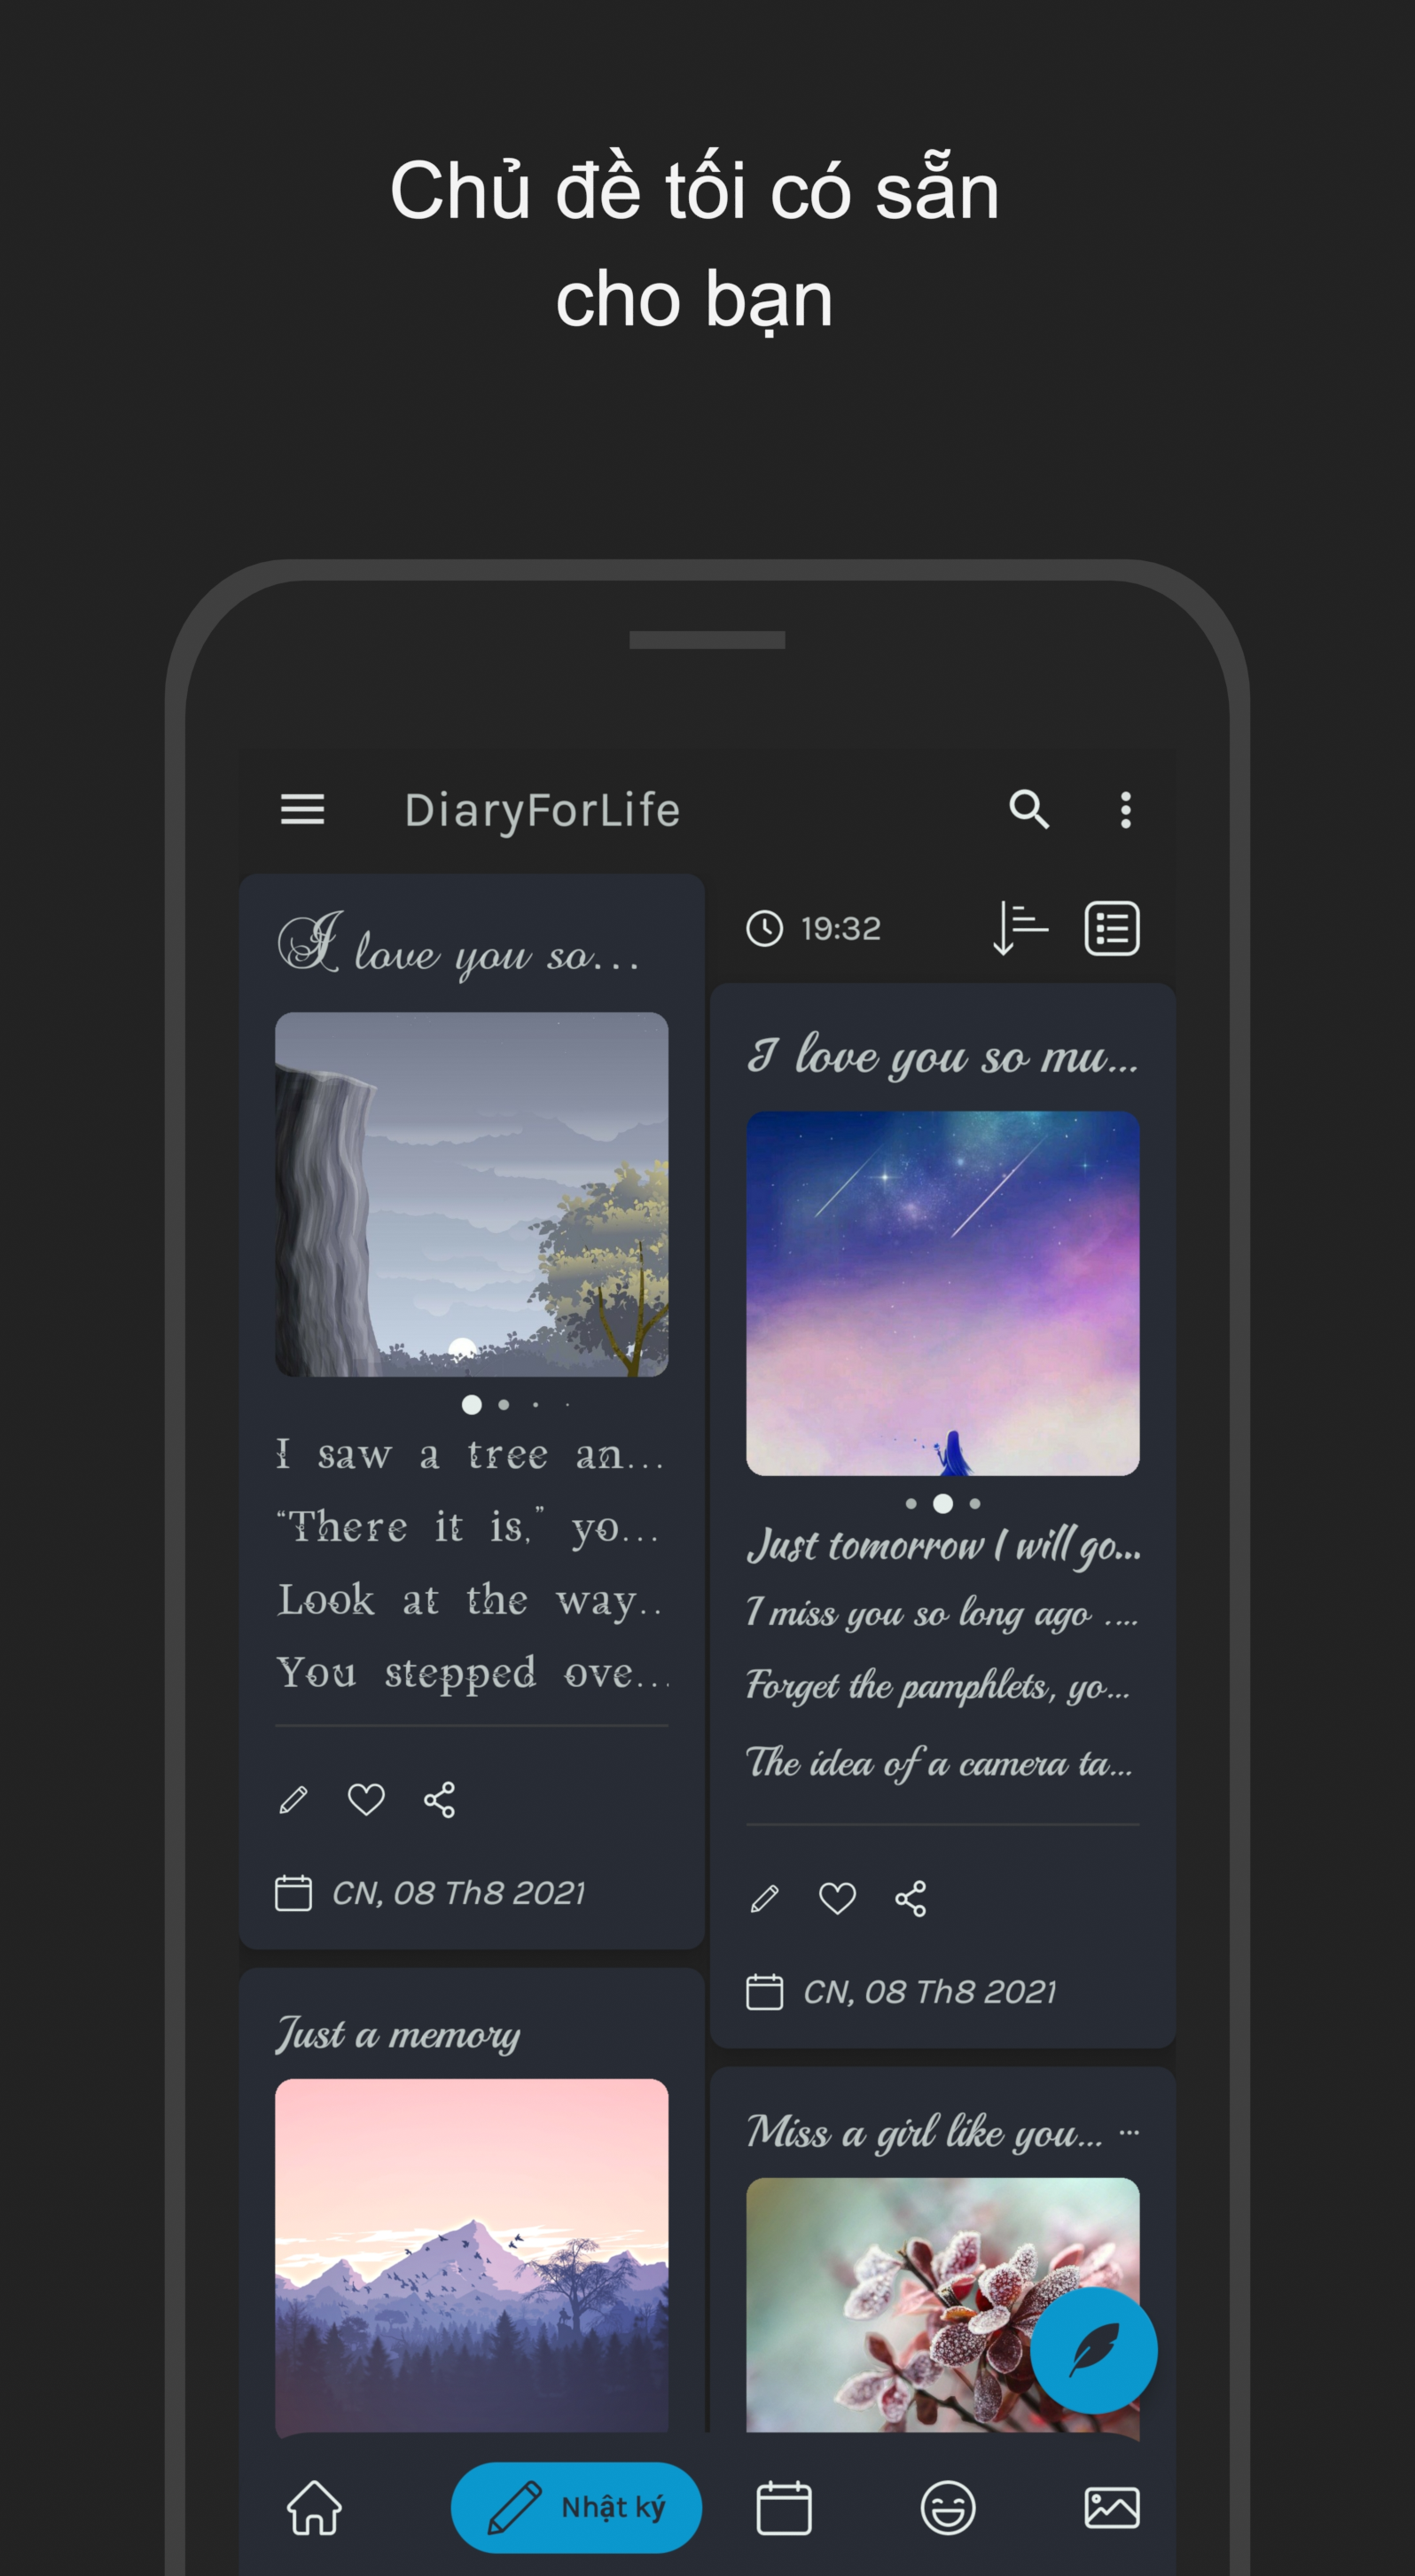 Chủ đề tối có sẵn
cho bạn
DiaryForLife
I love you so...
I saw a tree an...
“There it is,” yo...
Look at the way..
You stepped ove...
CN, 08 Th8 2021
Just a memory
19:32
I love you so mu...
Just tomorrow I will go...
I miss you so long ago ....
Forget the pamphlets, yo...
The idea of a camera ta...
CN, 08 Th8 2021
Miss a girl like you... ...
Nhật ký